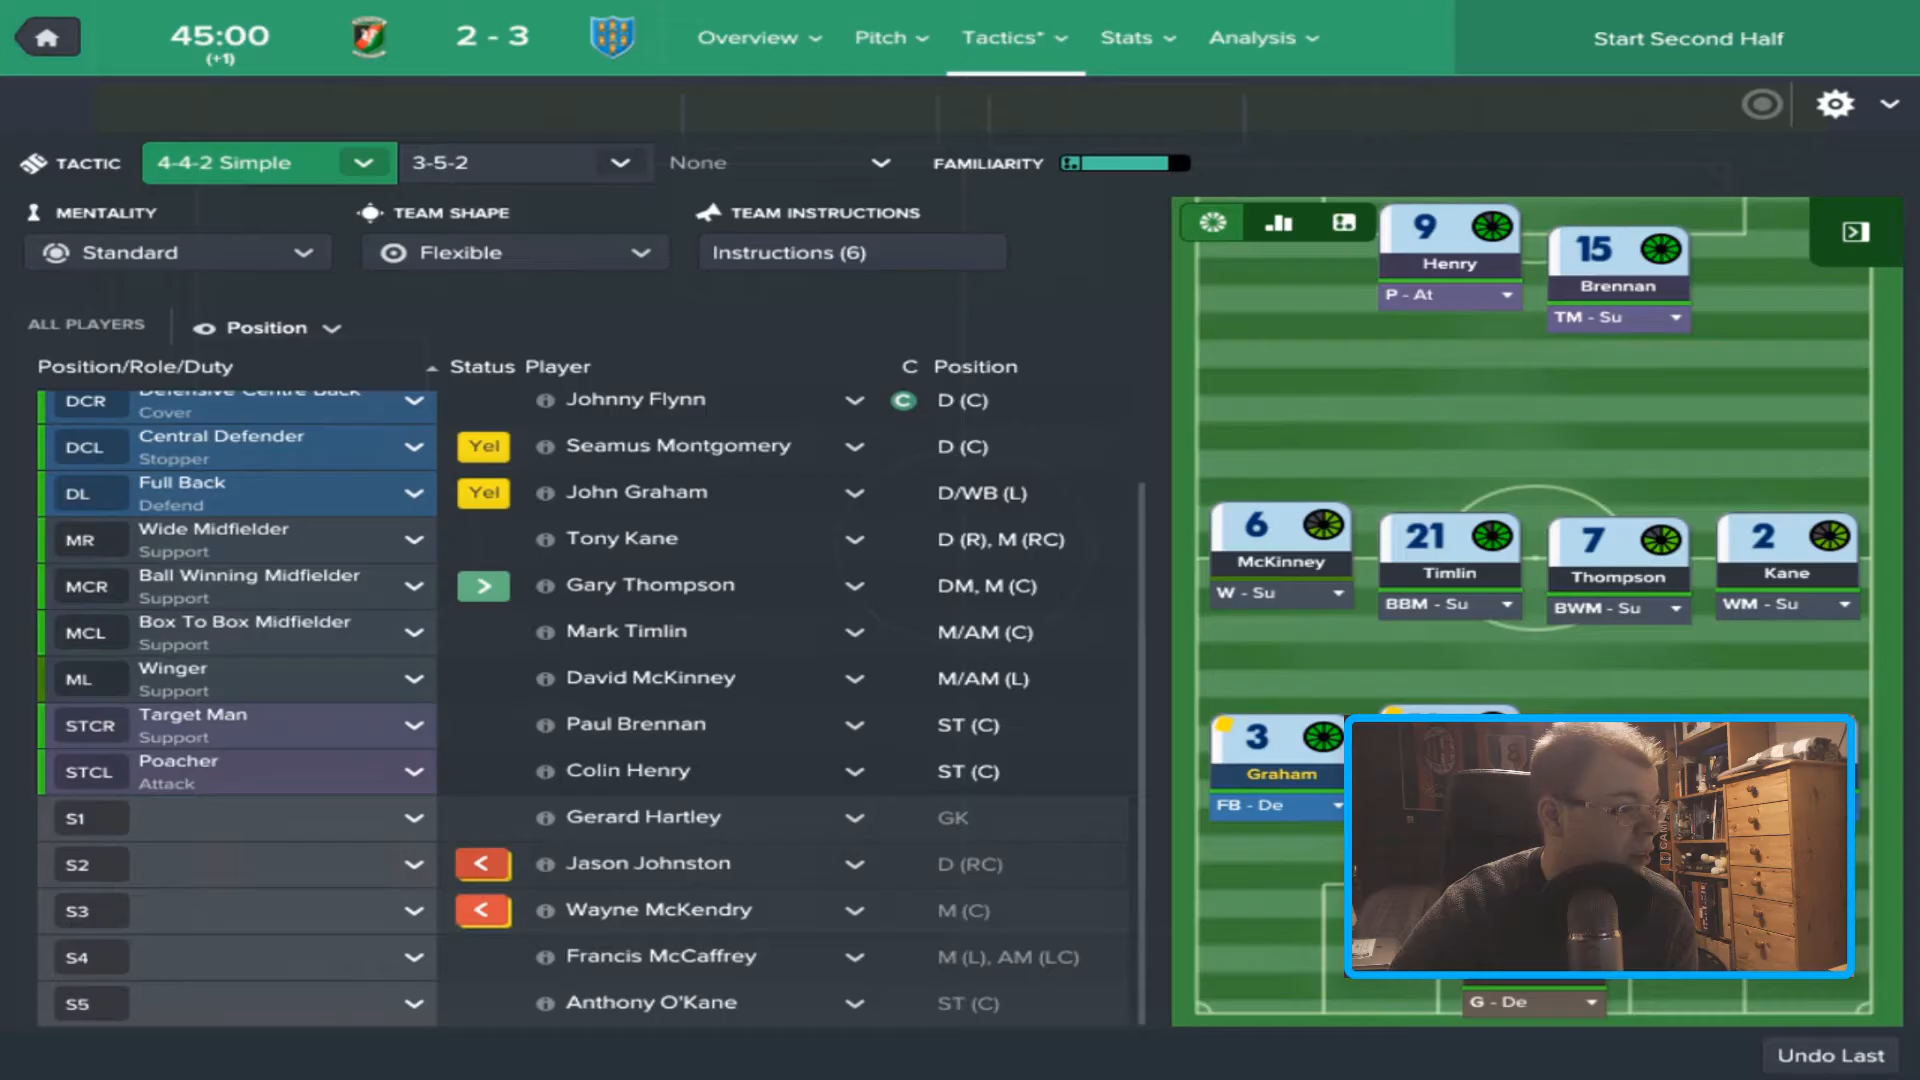 45:00
(+1)
2 - 3
Overview
Pitch
Tactics*
Stats
Analysis
Start Second Half
TACTIC
4-4-2 Simple
3-5-2
None
FAMILIARITY
MENTALITY
TEAM SHAPE
TEAM INSTRUCTIONS
Standard
Flexible
Instructions (6)
ALL PLAYERS
Position
Position/Role/Duty
Status
Player
C
Position
DCR Defensive Centre Back Cover Johnny Flynn C D (C)
DCL Central Defender Stopper Yel Seamus Montgomery D (C)
DL Full Back Defend Yel John Graham D/WB (L)
MR Wide Midfielder Support Tony Kane D (R), M (RC)
MCR Ball Winning Midfielder Support Gary Thompson DM, M (C)
MCL Box To Box Midfielder Support Mark Timlin M/AM (C)
ML Winger Support David McKinney M/AM (L)
STCR Target Man Support Paul Brennan ST (C)
STCL Poacher Attack Colin Henry ST (C)
S1 Gerard Hartley GK
S2 Jason Johnston D (RC)
S3 Wayne McKendry M (C)
S4 Francis McCaffrey M (L), AM (LC)
S5 Anthony O'Kane ST (C)
9
Henry
P - At
15
Brennan
TM - Su
6
McKinney
W - Su
21
Timlin
BBM - Su
7
Thompson
BWM - Su
2
Kane
WM - Su
3
Graham
FB - De
G - De
Undo Last